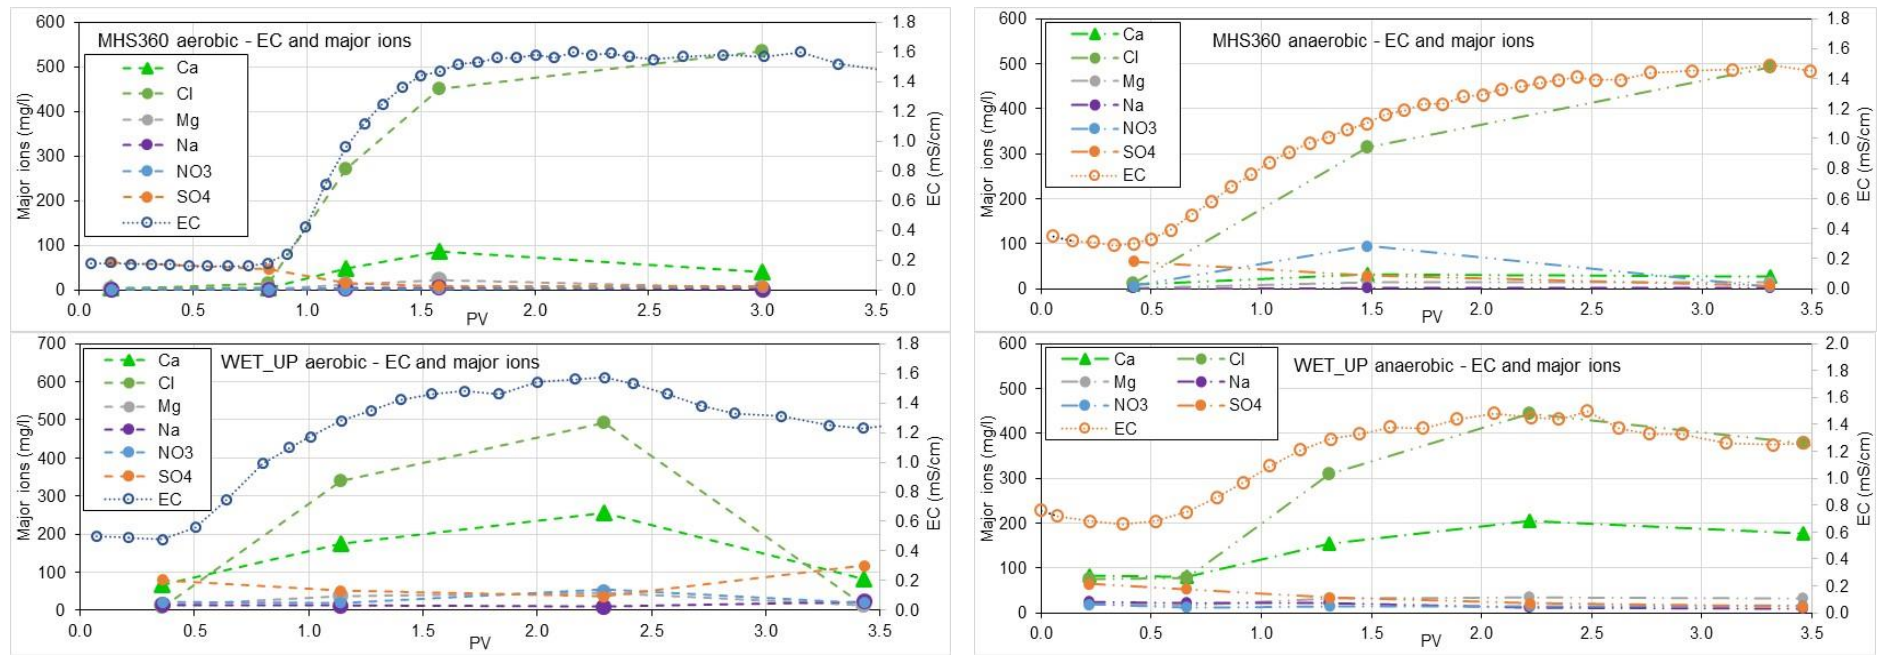 MHS360 aerobic - EC and major ions
Major ions (mg/l)
600
500
400
300
200
100
0
Ca
Cl
Mg
Na
NO3
SO4
EC
1.8
1.6
1.4
1.2
1.0
0.8
0.6
0.4
0.2
0.0
EC (mS/cm)
0.0 0.5 1.0 1.5 2.0 2.5 3.0 3.5
PV
MHS360 anaerobic - EC and major ions
Major ions (mg/l)
600
500
400
300
200
100
0
Ca
Cl
Mg
Na
NO3
SO4
EC
1.8
1.6
1.4
1.2
1.0
0.8
0.6
0.4
0.2
0.0
EC (mS/cm)
0.0 0.5 1.0 1.5 2.0 2.5 3.0 3.5
PV
WET_UP aerobic - EC and major ions
Major ions (mg/l)
700
600
500
400
300
200
100
0
Ca
Cl
Mg
Na
NO3
SO4
EC
1.8
1.6
1.4
1.2
1.0
0.8
0.6
0.4
0.2
0.0
EC (mS/cm)
0.0 0.5 1.0 1.5 2.0 2.5 3.0 3.5
PV
WET_UP anaerobic - EC and major ions
Major ions (mg/l)
600
500
400
300
200
100
0
Ca Cl
Mg Na
NO3 SO4
EC
2.0
1.8
1.6
1.4
1.2
1.0
0.8
0.6
0.4
0.2
0.0
EC (mS/cm)
0.0 0.5 1.0 1.5 2.0 2.5 3.0 3.5
PV